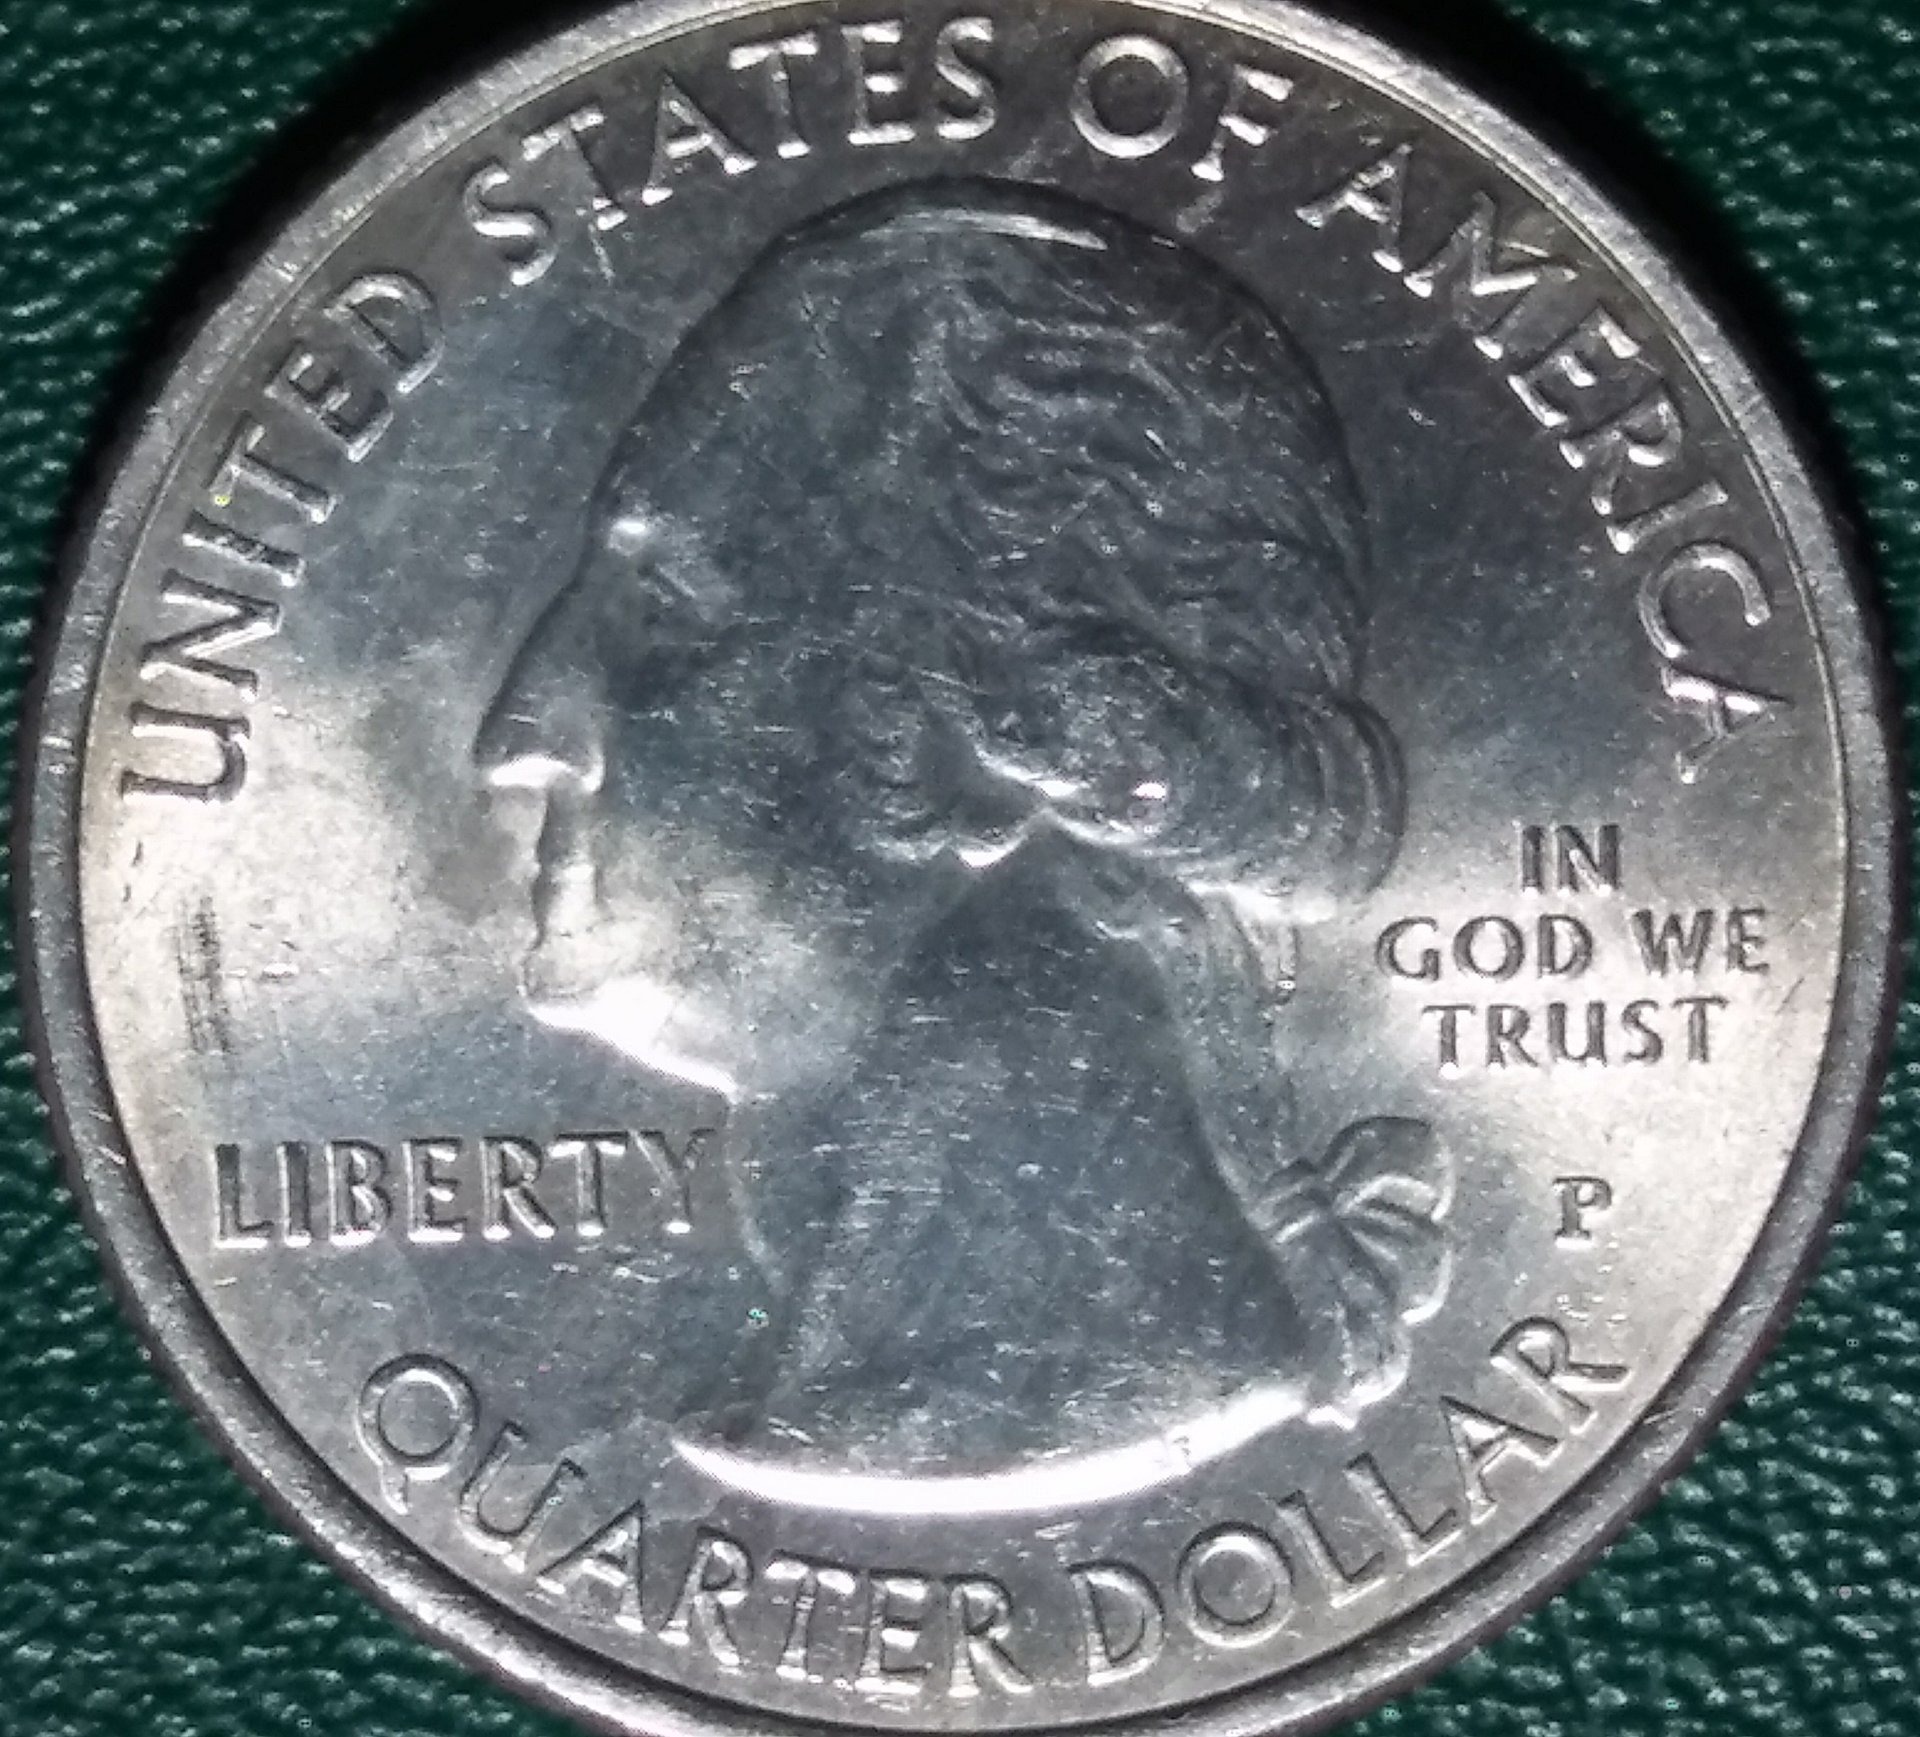 UNITED STATES OF AMERICA
IN
GOD WE
TRUST
LIBERTY
P
QUARTER DOLLAR